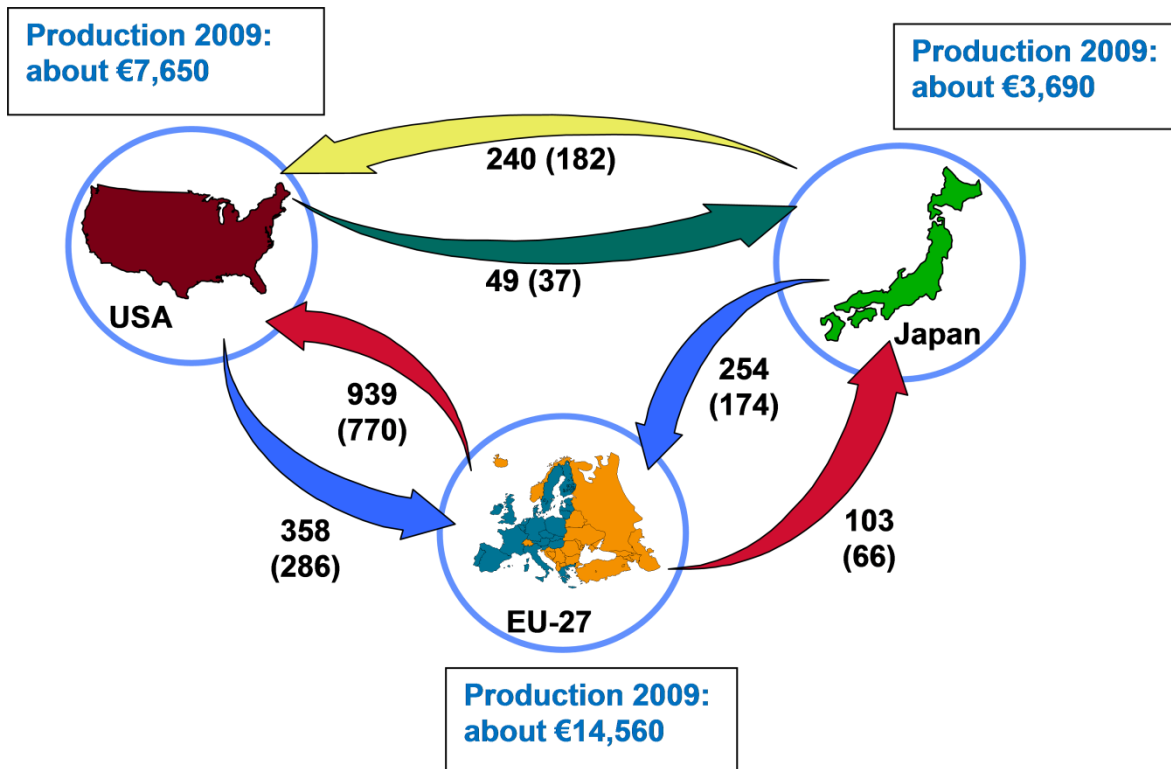 Production 2009:
about €7,650
Production 2009:
about €3,690
240 (182)
49 (37)
USA
Japan
939
(770)
254
(174)
358
(286)
103
(66)
EU-27
Production 2009:
about €14,560